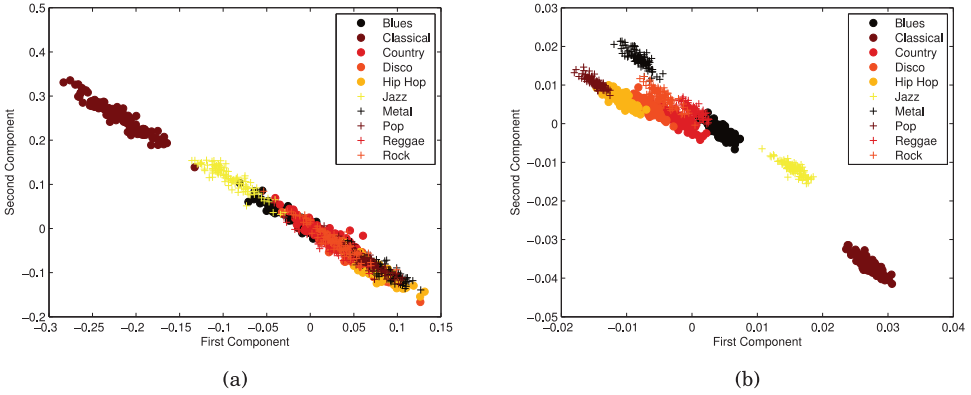 0.5
0.4
0.3
0.2
0.1
0
−0.1
−0.2
Second Component
−0.3 −0.25 −0.2 −0.15 −0.1 −0.05 0 0.05 0.1 0.15
First Component
Blues
Classical
Country
Disco
Hip Hop
Jazz
Metal
Pop
Reggae
Rock
(a)
0.03
0.02
0.01
0
−0.01
−0.02
−0.03
−0.04
−0.05
Second Component
−0.02 −0.01 0 0.01 0.02 0.03 0.04
First Component
Blues
Classical
Country
Disco
Hip Hop
Jazz
Metal
Pop
Reggae
Rock
(b)